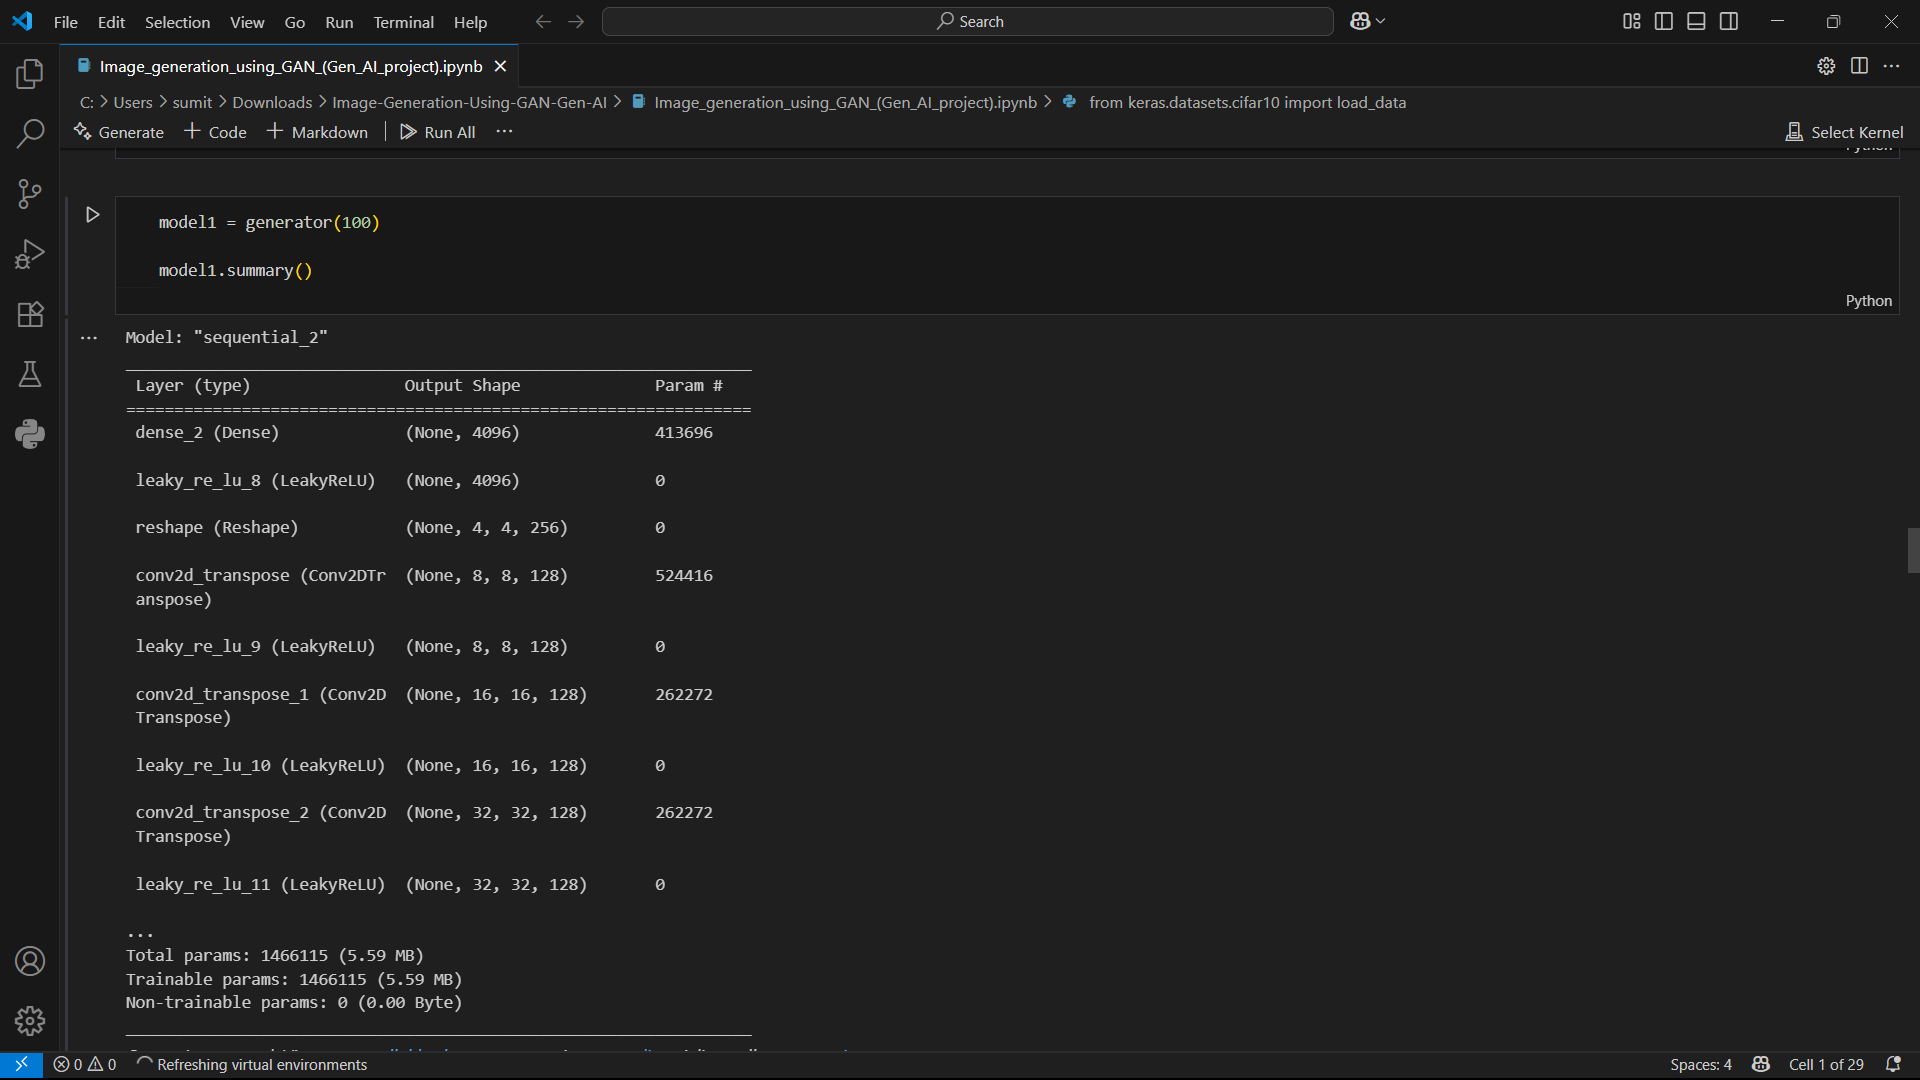 File Edit Selection View Go Run Terminal Help Search
Image_generation_using_GAN_(Gen_AI_project).ipynb
C: > Users > sumit > Downloads > Image-Generation-Using-GAN-Gen-AI > Image_generation_using_GAN_(Gen_AI_project).ipynb > from keras.datasets.cifar10 import load_data
Generate + Code + Markdown Run All ... Select Kernel
model1 = generator(100)
model1.summary()
Python
Model: "sequential_2"
Layer (type) Output Shape Param #
=================================================================
dense_2 (Dense) (None, 4096) 413696
leaky_re_lu_8 (LeakyReLU) (None, 4096) 0
reshape (Reshape) (None, 4, 4, 256) 0
conv2d_transpose (Conv2DTr (None, 8, 8, 128) 524416
anspose)
leaky_re_lu_9 (LeakyReLU) (None, 8, 8, 128) 0
conv2d_transpose_1 (Conv2D (None, 16, 16, 128) 262272
Transpose)
leaky_re_lu_10 (LeakyReLU) (None, 16, 16, 128) 0
conv2d_transpose_2 (Conv2D (None, 32, 32, 128) 262272
Transpose)
leaky_re_lu_11 (LeakyReLU) (None, 32, 32, 128) 0
...
Total params: 1466115 (5.59 MB)
Trainable params: 1466115 (5.59 MB)
Non-trainable params: 0 (0.00 Byte)
0 0 Refreshing virtual environments Spaces: 4 Cell 1 of 29